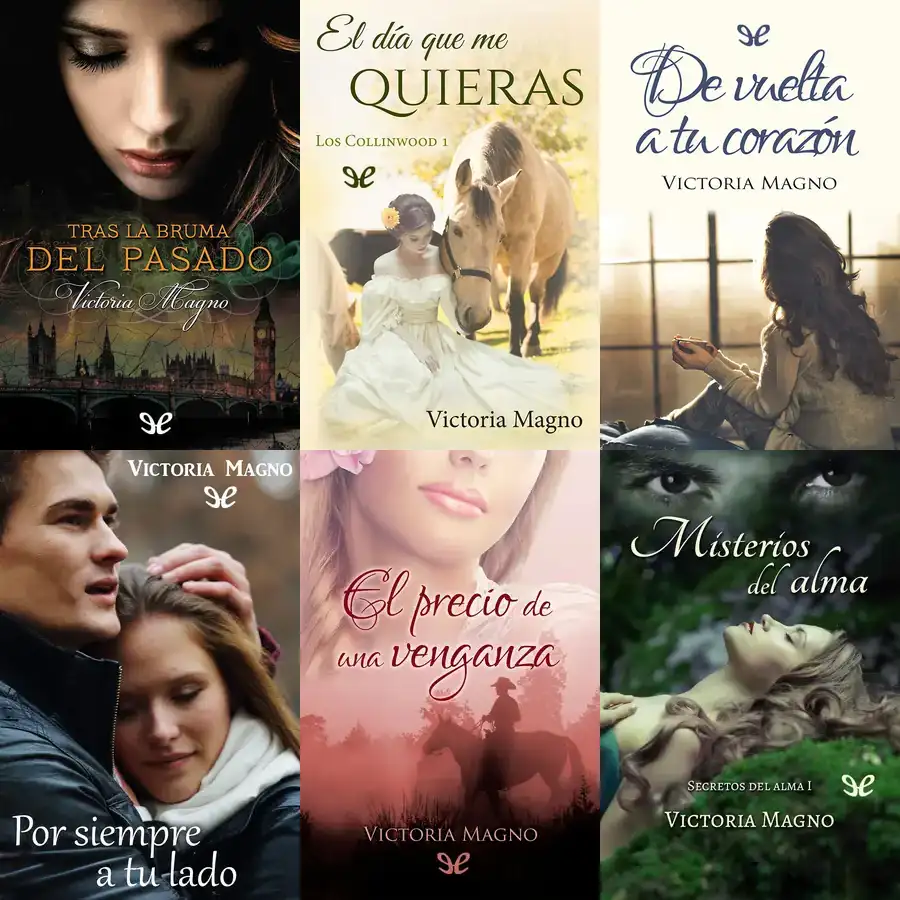 TRAS LA BRUMA
DEL PASADO
Victoria Magno
El día que me
QUIERAS
LOS COLLINWOOD 1
Victoria Magno
De vuelta
a tu corazón
VICTORIA MAGNO
VICTORIA MAGNO
Por siempre
a tu lado
El precio de
una venganza
VICTORIA MAGNO
Misterios
del alma
SECRETOS DEL ALMA I
VICTORIA MAGNO